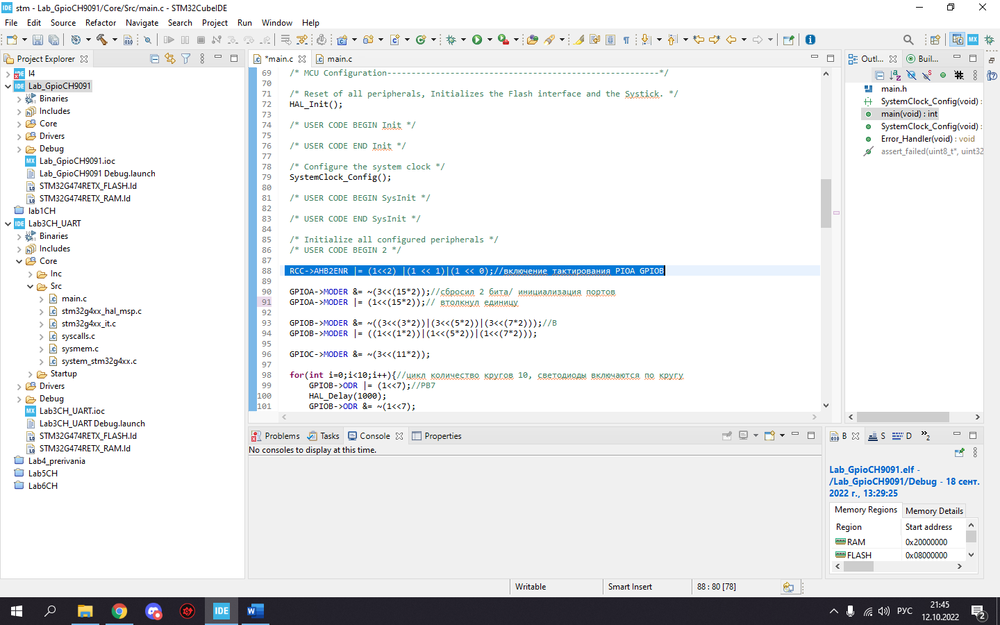 IDE stm - Lab_GpioCH9091/Core/Src/main.c - STM32CubeIDE
File Edit Source Refactor Navigate Search Project Run Window Help
Project Explorer
l4
Lab_GpioCH9091
Binaries
Includes
Core
Drivers
Debug
Lab_GpioCH9091.ioc
Lab_GpioCH9091 Debug.launch
STM32G474RETX_FLASH.ld
STM32G474RETX_RAM.ld
lab1CH
Lab3CH_UART
Binaries
Includes
Core
Inc
Src
main.c
stm32g4xx_hal_msp.c
stm32g4xx_it.c
syscalls.c
sysmem.c
system_stm32g4xx.c
Startup
Drivers
Debug
Lab3CH_UART.ioc
Lab3CH_UART Debug.launch
STM32G474RETX_FLASH.ld
STM32G474RETX_RAM.ld
Lab4_prerivania
Lab5CH
Lab6CH
*main.c main.c
69 /* MCU Configuration--------------------------------------------------------*/
70
71 /* Reset of all peripherals, Initializes the Flash interface and the Systick. */
72 HAL_Init();
73
74 /* USER CODE BEGIN Init */
75
76 /* USER CODE END Init */
77
78 /* Configure the system clock */
79 SystemClock_Config();
80
81 /* USER CODE BEGIN SysInit */
82
83 /* USER CODE END SysInit */
84
85 /* Initialize all configured peripherals */
86 /* USER CODE BEGIN 2 */
87
88 RCC->AHB2ENR |= (1<<2) |(1 << 1)|(1 << 0);//включение тактирования PIOA GPIOB
89
90 GPIOA->MODER &= ~(3<<(15*2));//сбросил 2 бита/ инициализация портов
91 GPIOA->MODER |= (1<<(15*2));// втолкнул единицу
92
93 GPIOB->MODER &= ~((3<<(3*2))|(3<<(5*2))|(3<<(7*2)));//В
94 GPIOB->MODER |= ((1<<(1*2))|(1<<(5*2))|(1<<(7*2)));
95
96 GPIOC->MODER &= ~(3<<(11*2));
97
98 for(int i=0;i<10;i++){//цикл количество кругов 10, светодиоды включаются по кругу
99 GPIOB->ODR |= (1<<7);//PB7
100 HAL_Delay(1000);
101 GPIOB->ODR &= ~(1<<7);
Outl... Buil...
main.h
SystemClock_Config(void) :
main(void) : int
SystemClock_Config(void) :
Error_Handler(void) : void
assert_failed(uint8_t*, uint32
Problems Tasks Console Properties
No consoles to display at this time.
B S D »2
Lab_GpioCH9091.elf -
/Lab_GpioCH9091/Debug - 18 сент.
2022 г., 13:29:25
Memory Regions Memory Details
Region Start address
RAM 0x20000000
FLASH 0x08000000
Writable Smart Insert 88 : 80 [78]
IDE РУС 21:45
12.10.2022
2